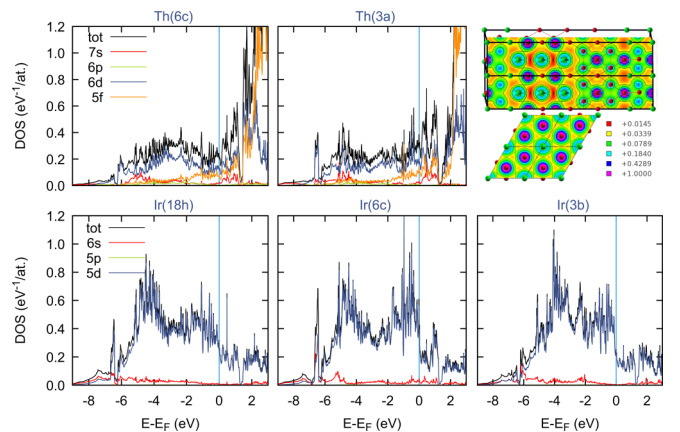 Th(6c)
Th(3a)
1.2
1.0
0.8
0.6
0.4
0.2
0.0
DOS (eV⁻¹/at.)
tot
7s
6p
6d
5f
+0.0145
+0.0339
+0.0789
+0.1840
+0.4289
+1.0000
Ir(18h)
Ir(6c)
Ir(3b)
1.2
1.0
0.8
0.6
0.4
0.2
0.0
DOS (eV⁻¹/at.)
tot
6s
5p
5d
-8 -6 -4 -2 0 2
-8 -6 -4 -2 0 2
-8 -6 -4 -2 0 2
E-E_F (eV)
E-E_F (eV)
E-E_F (eV)